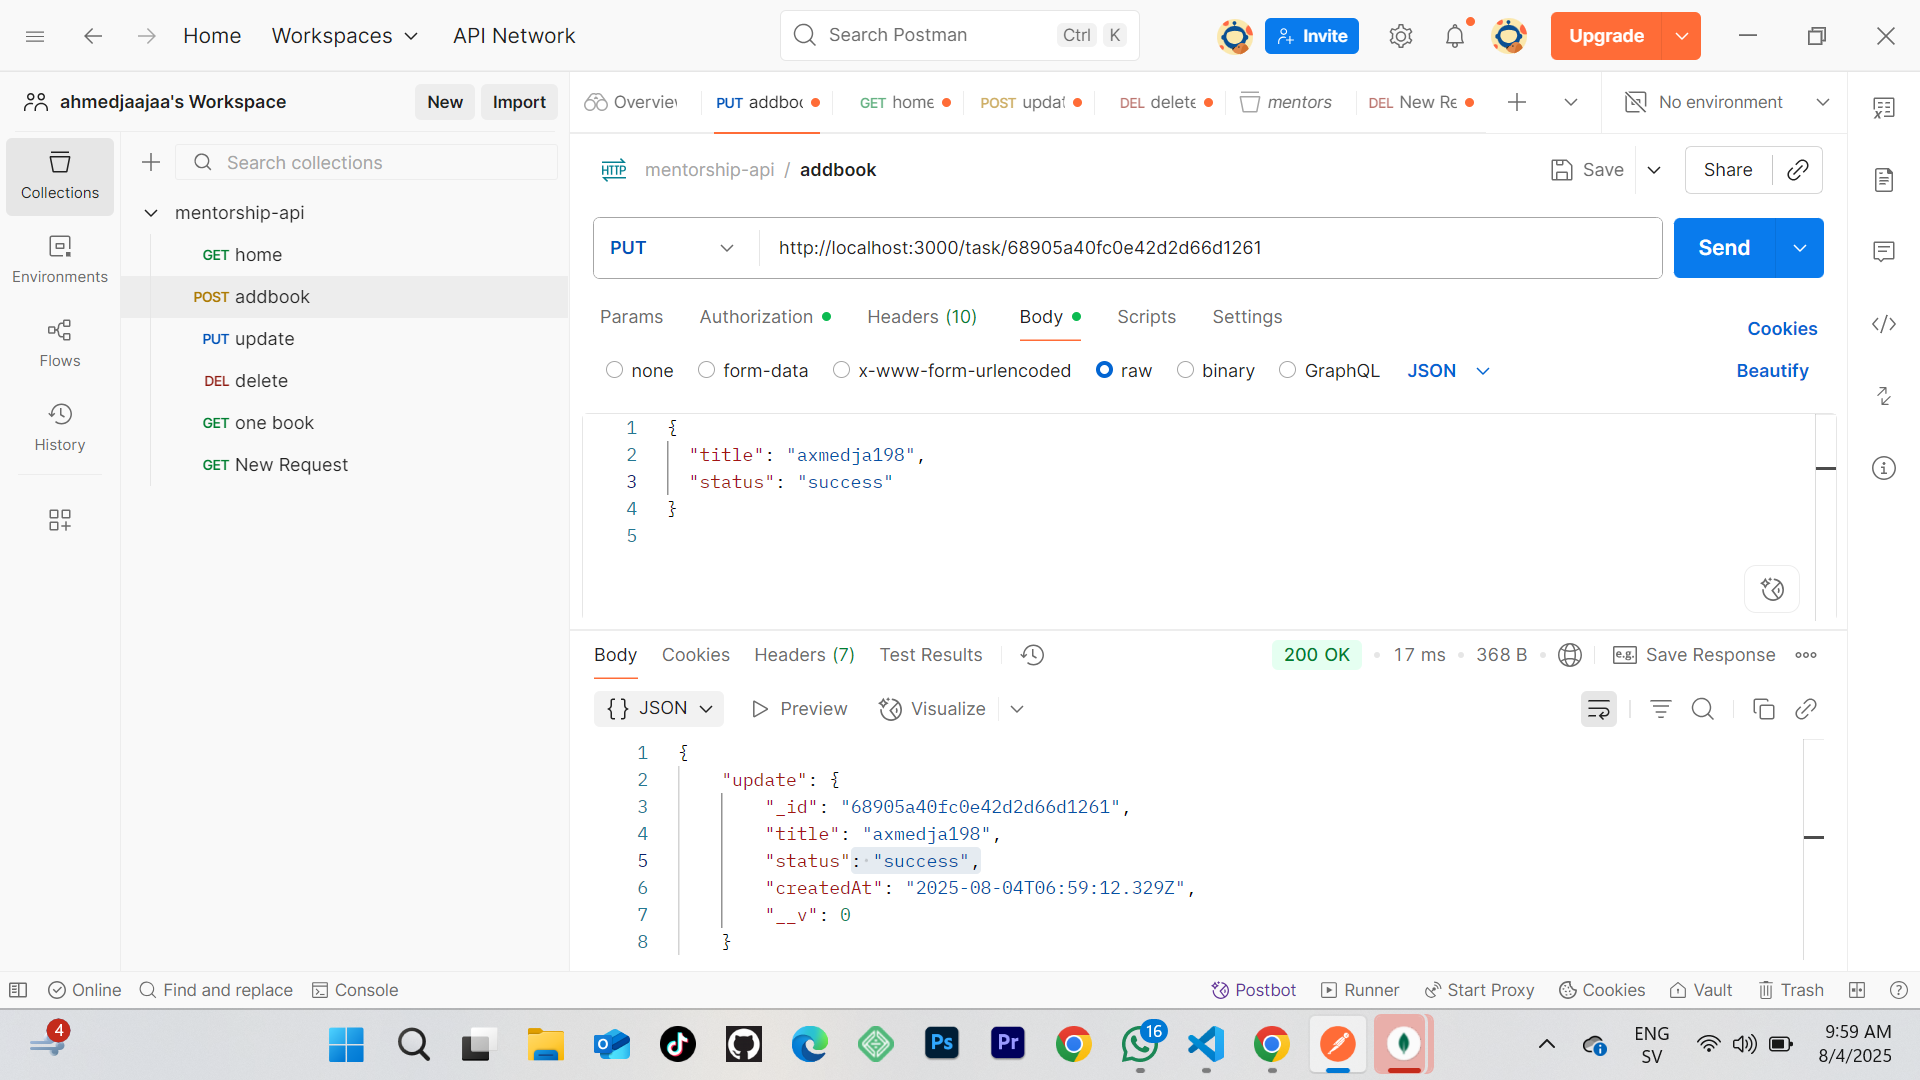 Home Workspaces API Network Search Postman Ctrl K Invite Upgrade
ahmedjaajaa's Workspace New Import
Overview PUT addboo GET home POST updat DEL delete mentors DEL New Re No environment
Collections
Environments
Flows
History
Search collections
mentorship-api
GET home
POST addbook
PUT update
DEL delete
GET one book
GET New Request
HTTP mentorship-api / addbook Save Share
PUT http://localhost:3000/task/68905a40fc0e42d2d66d1261 Send
Params Authorization Headers (10) Body Scripts Settings Cookies
none form-data x-www-form-urlencoded raw binary GraphQL JSON Beautify
1 {
2 "title": "axmedja198",
3 "status": "success"
4 }
5
Body Cookies Headers (7) Test Results 200 OK • 17 ms • 368 B • e.g. Save Response
{} JSON Preview Visualize
1 {
2 "update": {
3 "_id": "68905a40fc0e42d2d66d1261",
4 "title": "axmedja198",
5 "status": "success",
6 "createdAt": "2025-08-04T06:59:12.329Z",
7 "__v": 0
8 }
Online Find and replace Console Postbot Runner Start Proxy Cookies Vault Trash
4 Ps Pr 16 ENG SV 9:59 AM 8/4/2025